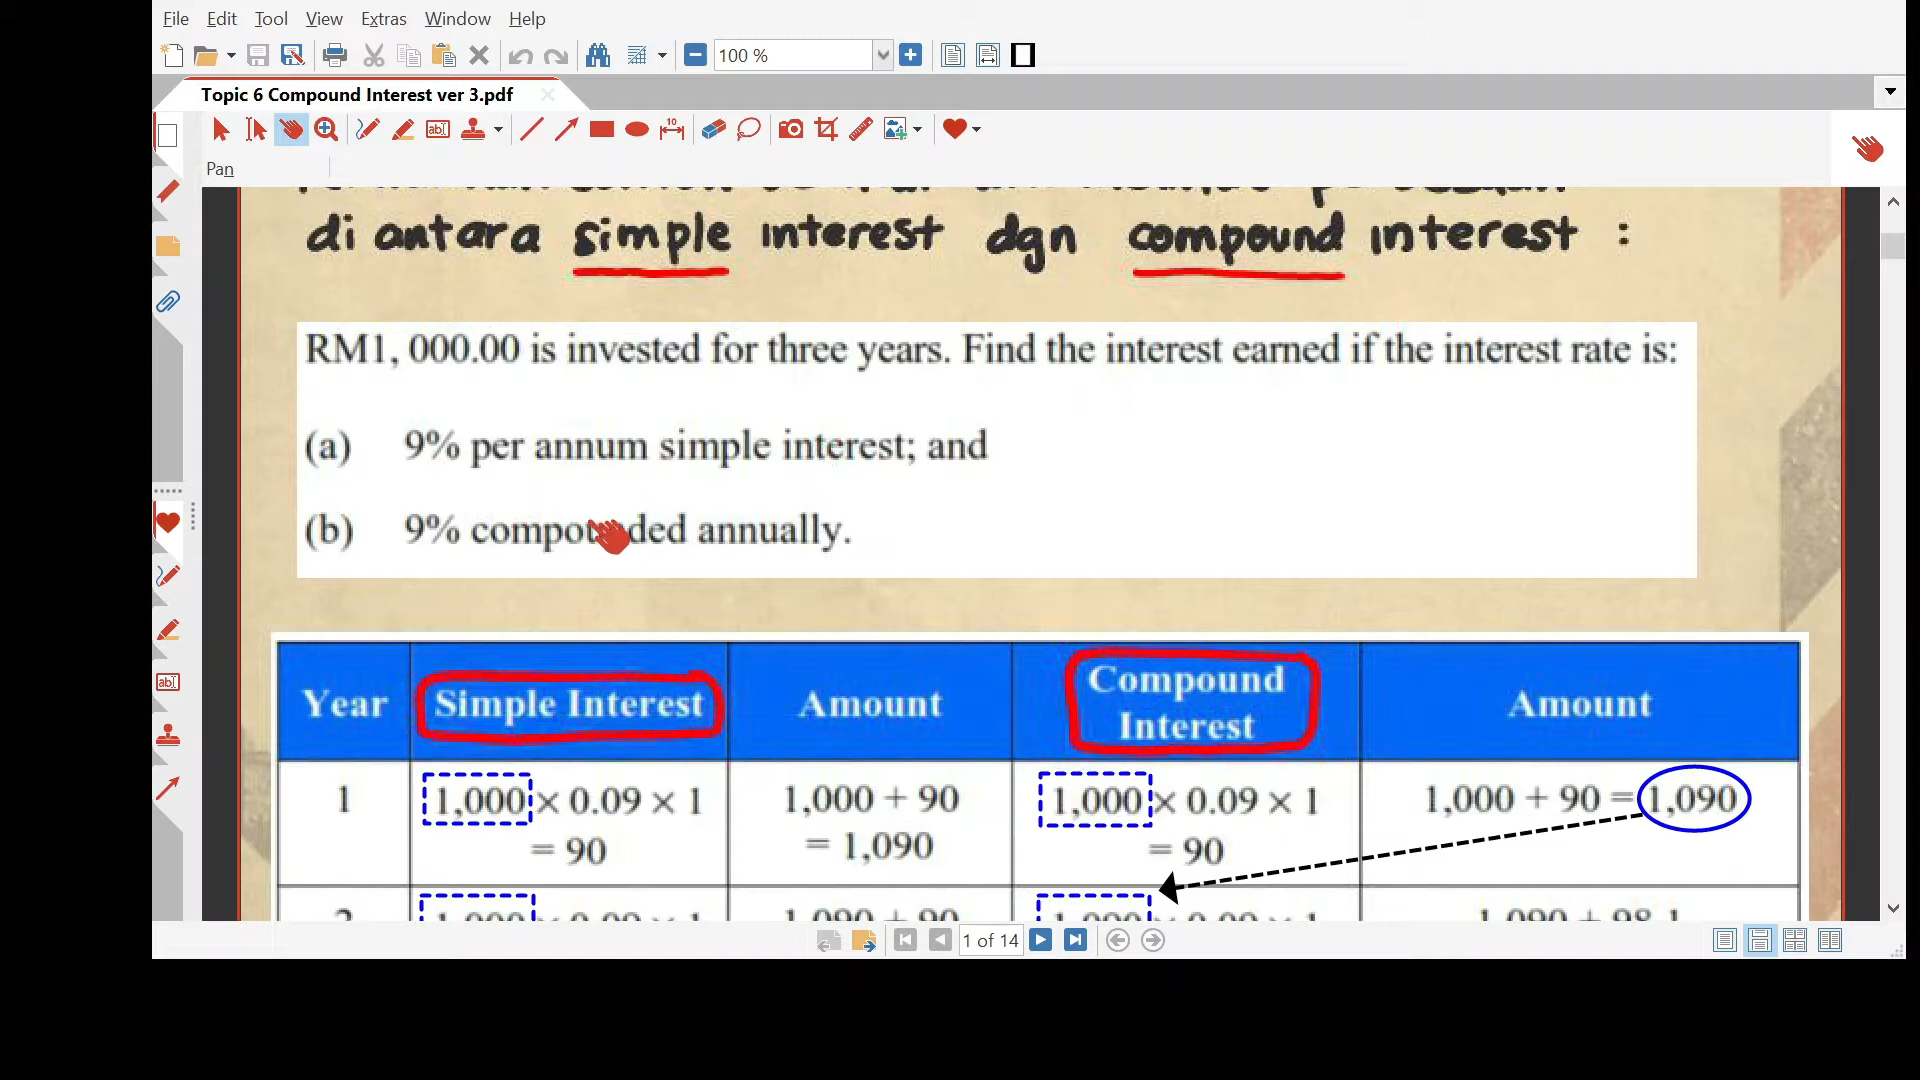 File Edit Tool View Extras Window Help
100 %
Topic 6 Compound Interest ver 3.pdf
Pan
di antara simple interest dgn compound interest :
RM1, 000.00 is invested for three years. Find the interest earned if the interest rate is:
(a) 9% per annum simple interest; and
(b) 9% compounded annually.
Year Simple Interest Amount Compound Interest Amount
1 1,000 × 0.09 × 1 = 90 1,000 + 90 = 1,090 1,000 × 0.09 × 1 = 90 1,000 + 90 = 1,090
1 of 14